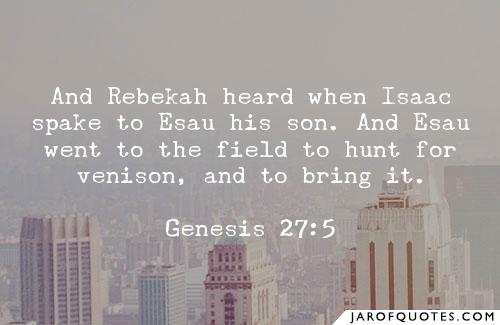 And Rebekah heard when Isaac
spake to Esau his son. And Esau
went to the field to hunt for
venison, and to bring it.
Genesis 27:5
JAROFQUOTES.COM